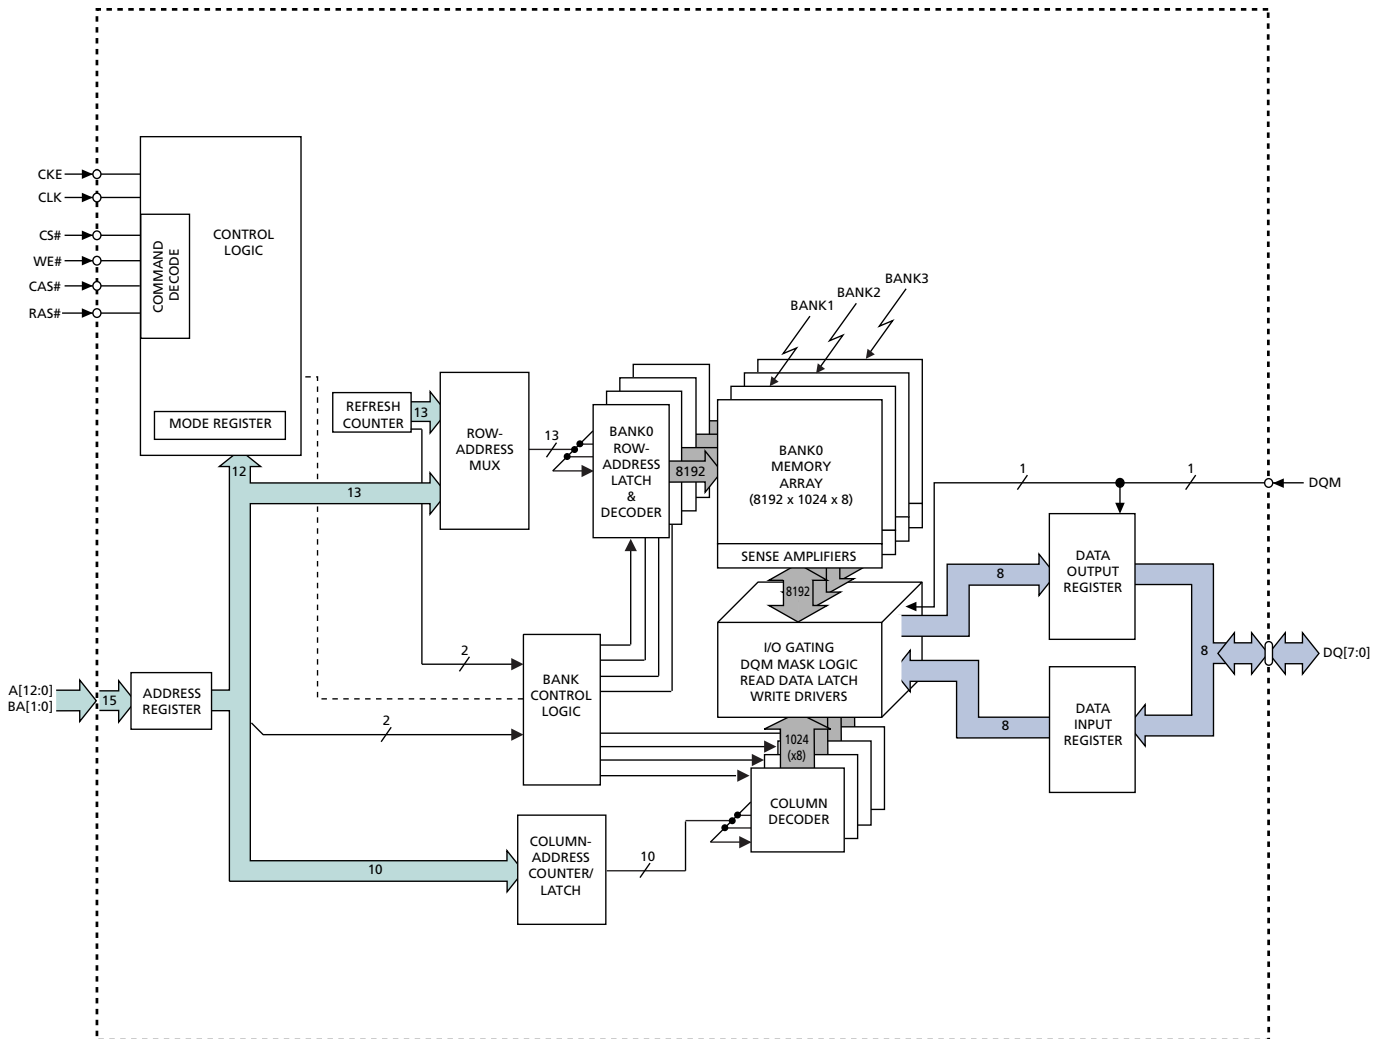 CKE
CLK
CS#
WE#
CAS#
RAS#
COMMAND
DECODE
CONTROL
LOGIC
MODE REGISTER
12
BANK1
BANK2
BANK3
REFRESH
COUNTER
13
13
ROW-
ADDRESS
MUX
13
BANK0
ROW-
ADDRESS
LATCH
&
DECODER
8192
BANK0
MEMORY
ARRAY
(8192 x 1024 x 8)
SENSE AMPLIFIERS
8192
1
1
DQM
DATA
OUTPUT
REGISTER
8
I/O GATING
DQM MASK LOGIC
READ DATA LATCH
WRITE DRIVERS
8
DQ[7:0]
DATA
INPUT
REGISTER
8
2
BANK
CONTROL
LOGIC
2
A[12:0]
BA[1:0]
15
ADDRESS
REGISTER
1024
(x8)
COLUMN
DECODER
10
COLUMN-
ADDRESS
COUNTER/
LATCH
10